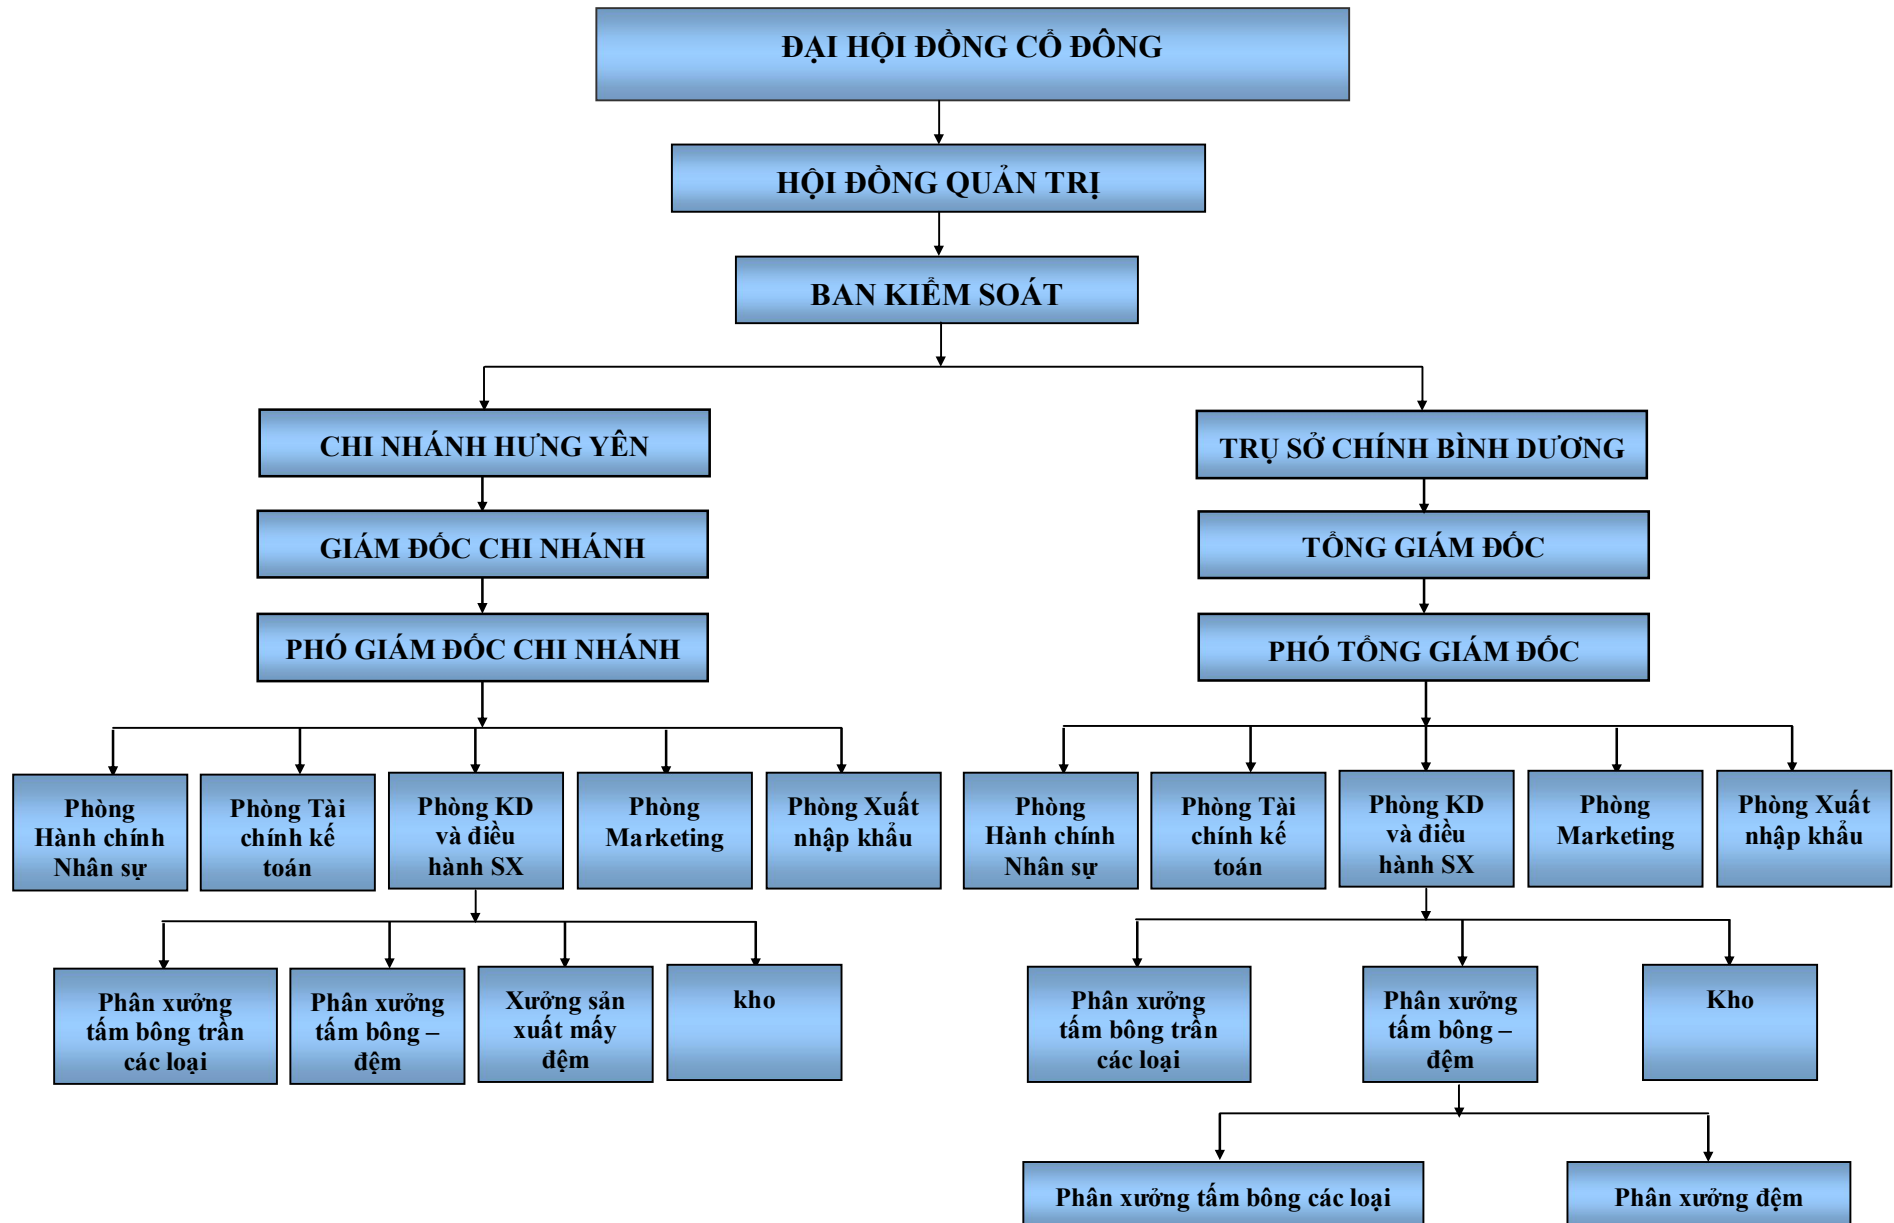 ĐẠI HỘI ĐỒNG CỔ ĐÔNG
HỘI ĐỒNG QUẢN TRỊ
BAN KIỂM SOÁT
CHI NHÁNH HƯNG YÊN
TRỤ SỞ CHÍNH BÌNH DƯƠNG
GIÁM ĐỐC CHI NHÁNH
TỔNG GIÁM ĐỐC
PHÓ GIÁM ĐỐC CHI NHÁNH
PHÓ TỔNG GIÁM ĐỐC
Phòng
Hành chính
Nhân sự
Phòng Tài
chính kế
toán
Phòng KD
và điều
hành SX
Phòng
Marketing
Phòng Xuất
nhập khẩu
Phòng
Hành chính
Nhân sự
Phòng Tài
chính kế
toán
Phòng KD
và điều
hành SX
Phòng
Marketing
Phòng Xuất
nhập khẩu
Phân xưởng
tấm bông trần
các loại
Phân xưởng
tấm bông –
đệm
Xưởng sản
xuất mấy
đệm
kho
Phân xưởng
tấm bông trần
các loại
Phân xưởng
tấm bông –
đệm
Kho
Phân xưởng tấm bông các loại
Phân xưởng đệm